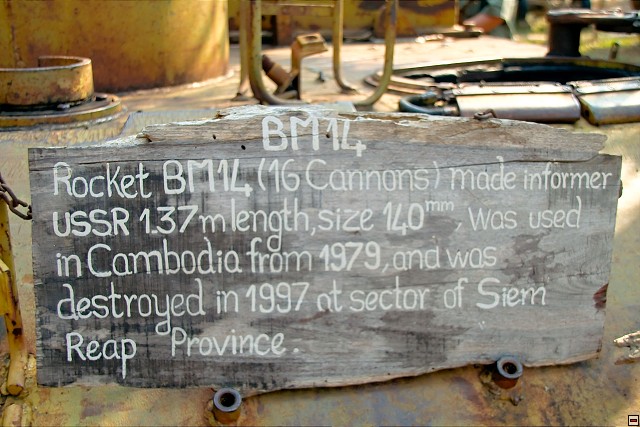 BM14
Rocket BM14 (16 Cannons) made informer
USSR 1.37m length, size 140mm, Was used
in Cambodia from 1979, and was
destroyed in 1997 at sector of Siem
Reap Province.